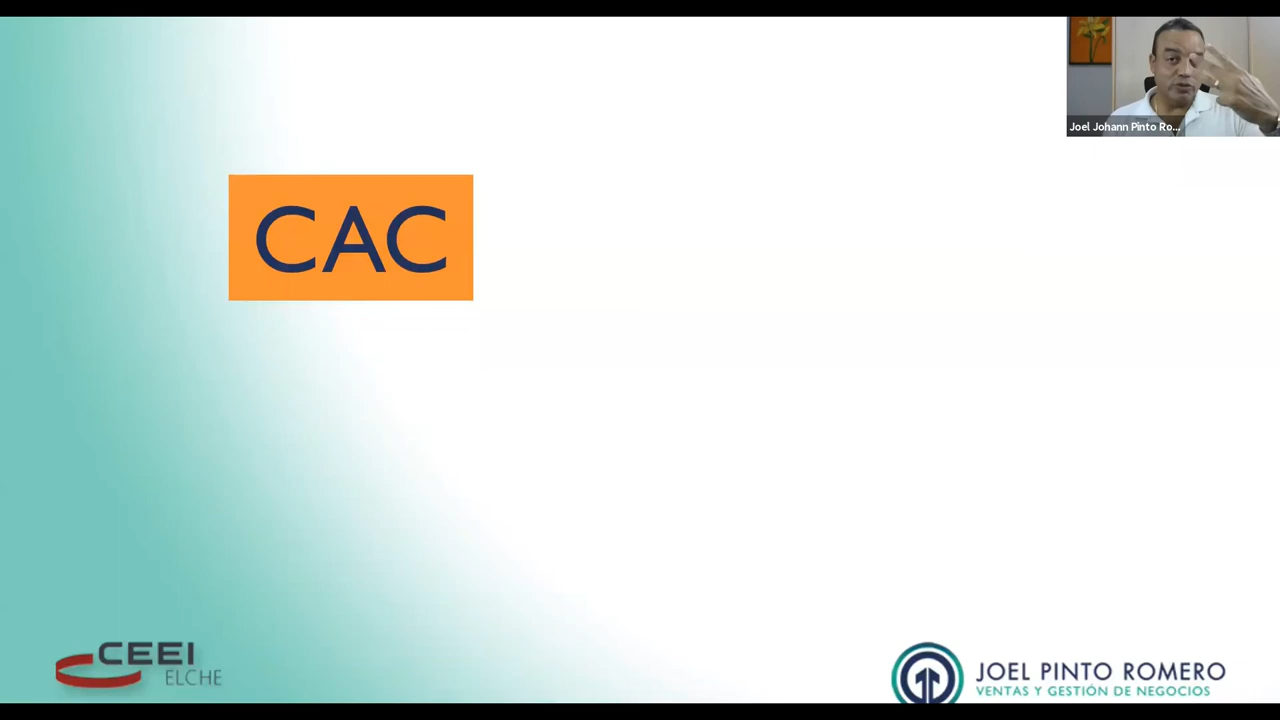 Joel Johann Pinto Ro...
CAC
CEEI
ELCHE
JOEL PINTO ROMERO
VENTAS Y GESTIÓN DE NEGOCIOS